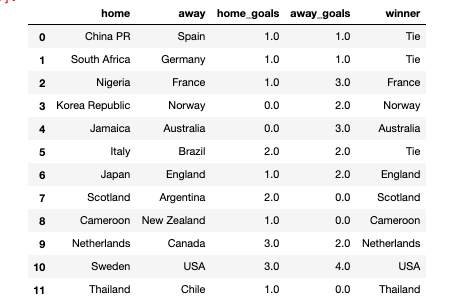 home away home_goals away_goals winner
0 China PR Spain 1.0 1.0 Tie
1 South Africa Germany 1.0 1.0 Tie
2 Nigeria France 1.0 3.0 France
3 Korea Republic Norway 0.0 2.0 Norway
4 Jamaica Australia 0.0 3.0 Australia
5 Italy Brazil 2.0 2.0 Tie
6 Japan England 1.0 2.0 England
7 Scotland Argentina 2.0 0.0 Scotland
8 Cameroon New Zealand 1.0 0.0 Cameroon
9 Netherlands Canada 3.0 2.0 Netherlands
10 Sweden USA 3.0 4.0 USA
11 Thailand Chile 1.0 0.0 Thailand